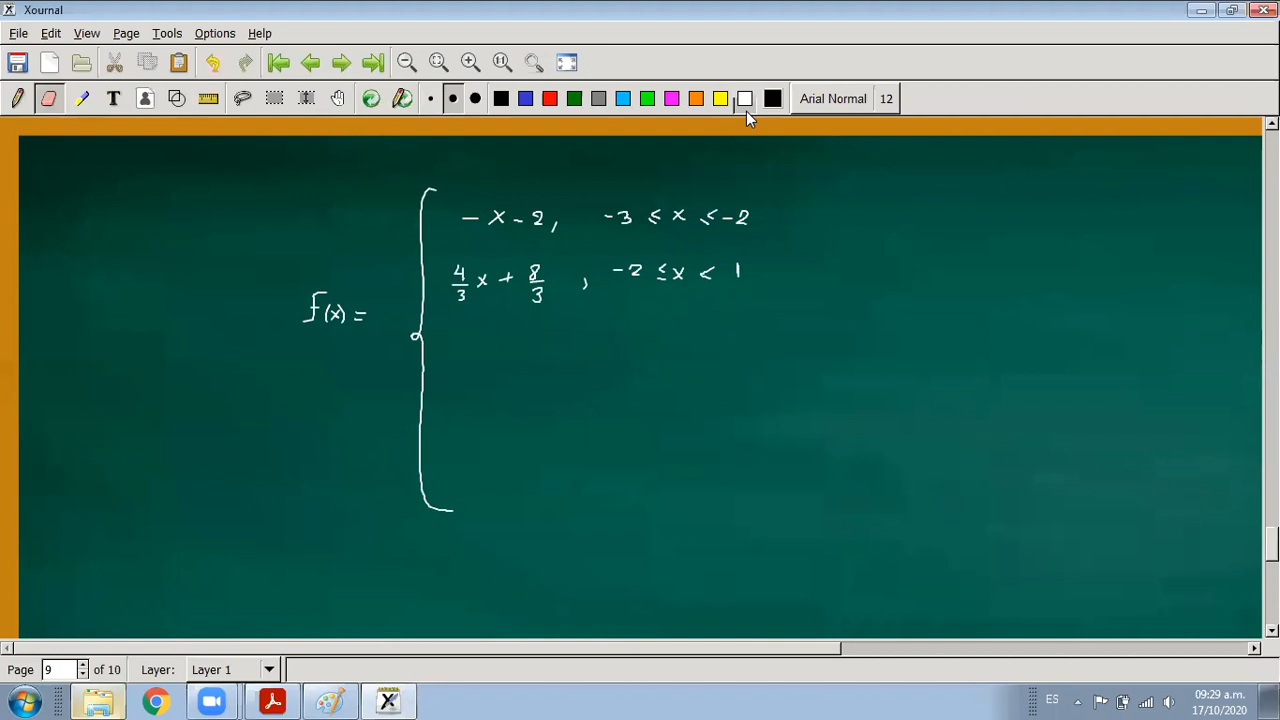 Xournal
File Edit View Page Tools Options Help
Arial Normal 12
- x - 2, -3 ≤ x ≤ -2
4/3 x + 8/3 , -2 ≤ x < 1
f(x) =
Page 9 of 10 Layer: Layer 1
ES 09:29 a.m.
17/10/2020